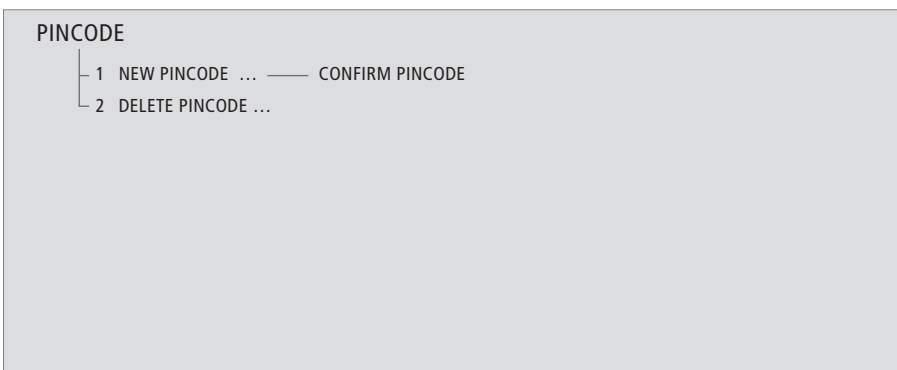 PINCODE
1 NEW PINCODE … CONFIRM PINCODE
2 DELETE PINCODE …